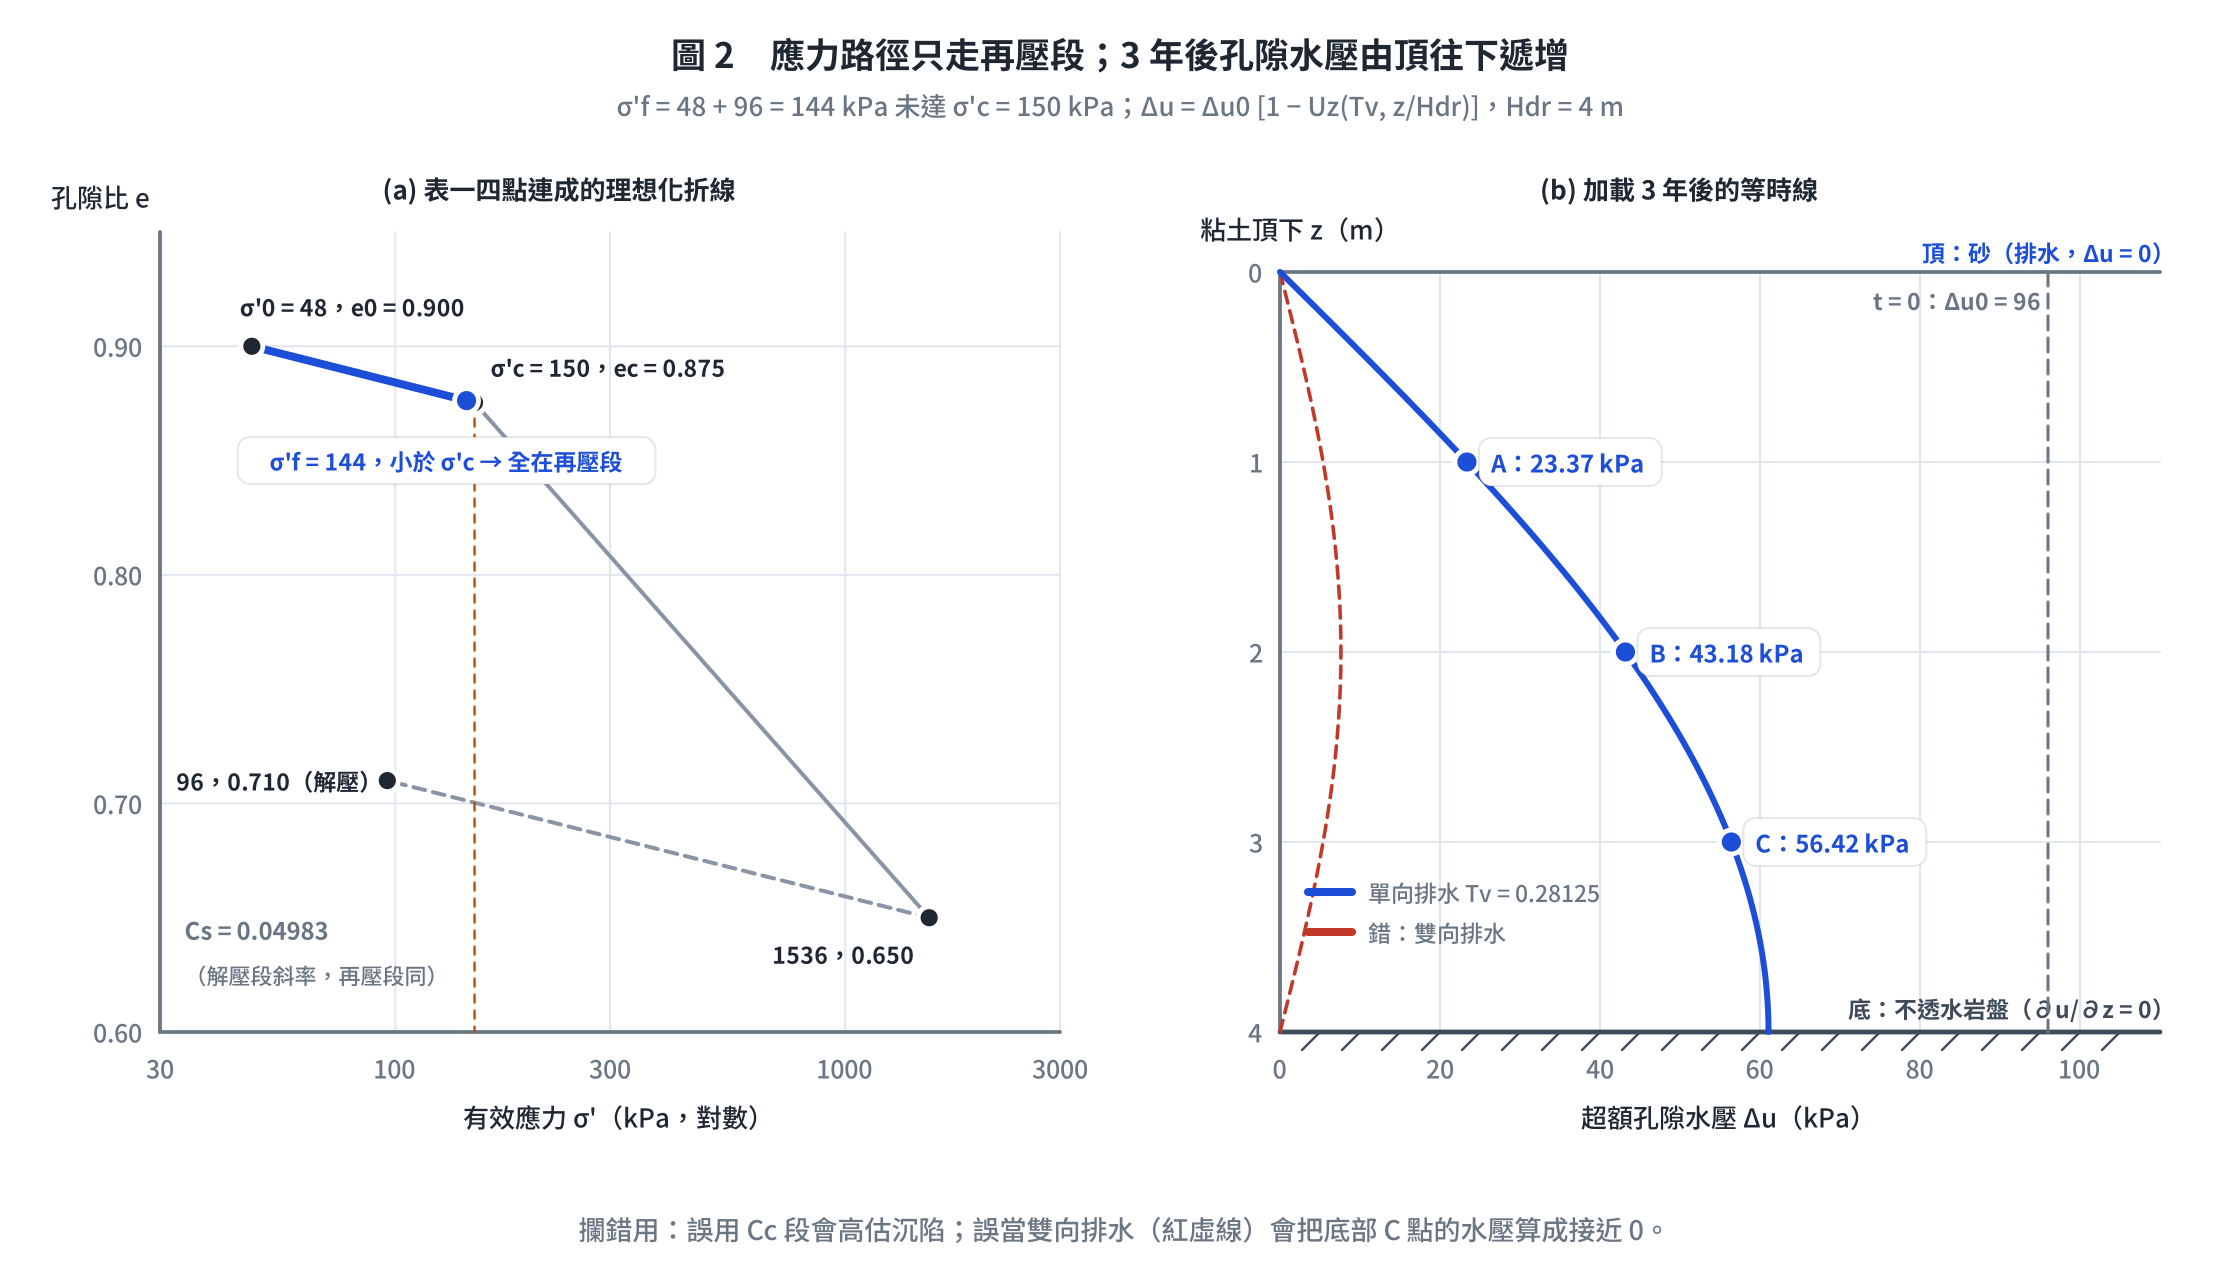 圖 2　應力路徑只走再壓段；3 年後孔隙水壓由頂往下遞增
σ'f = 48 + 96 = 144 kPa 未達 σ'c = 150 kPa；Δu = Δu0 [1 − Uz(Tv, z/Hdr)]，Hdr = 4 m
(a) 表一四點連成的理想化折線
孔隙比 e
σ'0 = 48，e0 = 0.900
σ'c = 150，ec = 0.875
σ'f = 144，小於 σ'c → 全在再壓段
96，0.710（解壓）
1536，0.650
Cs = 0.04983
（解壓段斜率，再壓段同）
0.90
0.80
0.70
0.60
30 100 300 1000 3000
有效應力 σ'（kPa，對數）
(b) 加載 3 年後的等時線
粘土頂下 z（m）
頂：砂（排水，Δu = 0）
t = 0：Δu0 = 96
A：23.37 kPa
B：43.18 kPa
C：56.42 kPa
單向排水 Tv = 0.28125
錯：雙向排水
底：不透水岩盤（∂u/∂z = 0）
0
1
2
3
4
0 20 40 60 80 100
超額孔隙水壓 Δu（kPa）
攔錯用：誤用 Cc 段會高估沉陷；誤當雙向排水（紅虛線）會把底部 C 點的水壓算成接近 0。